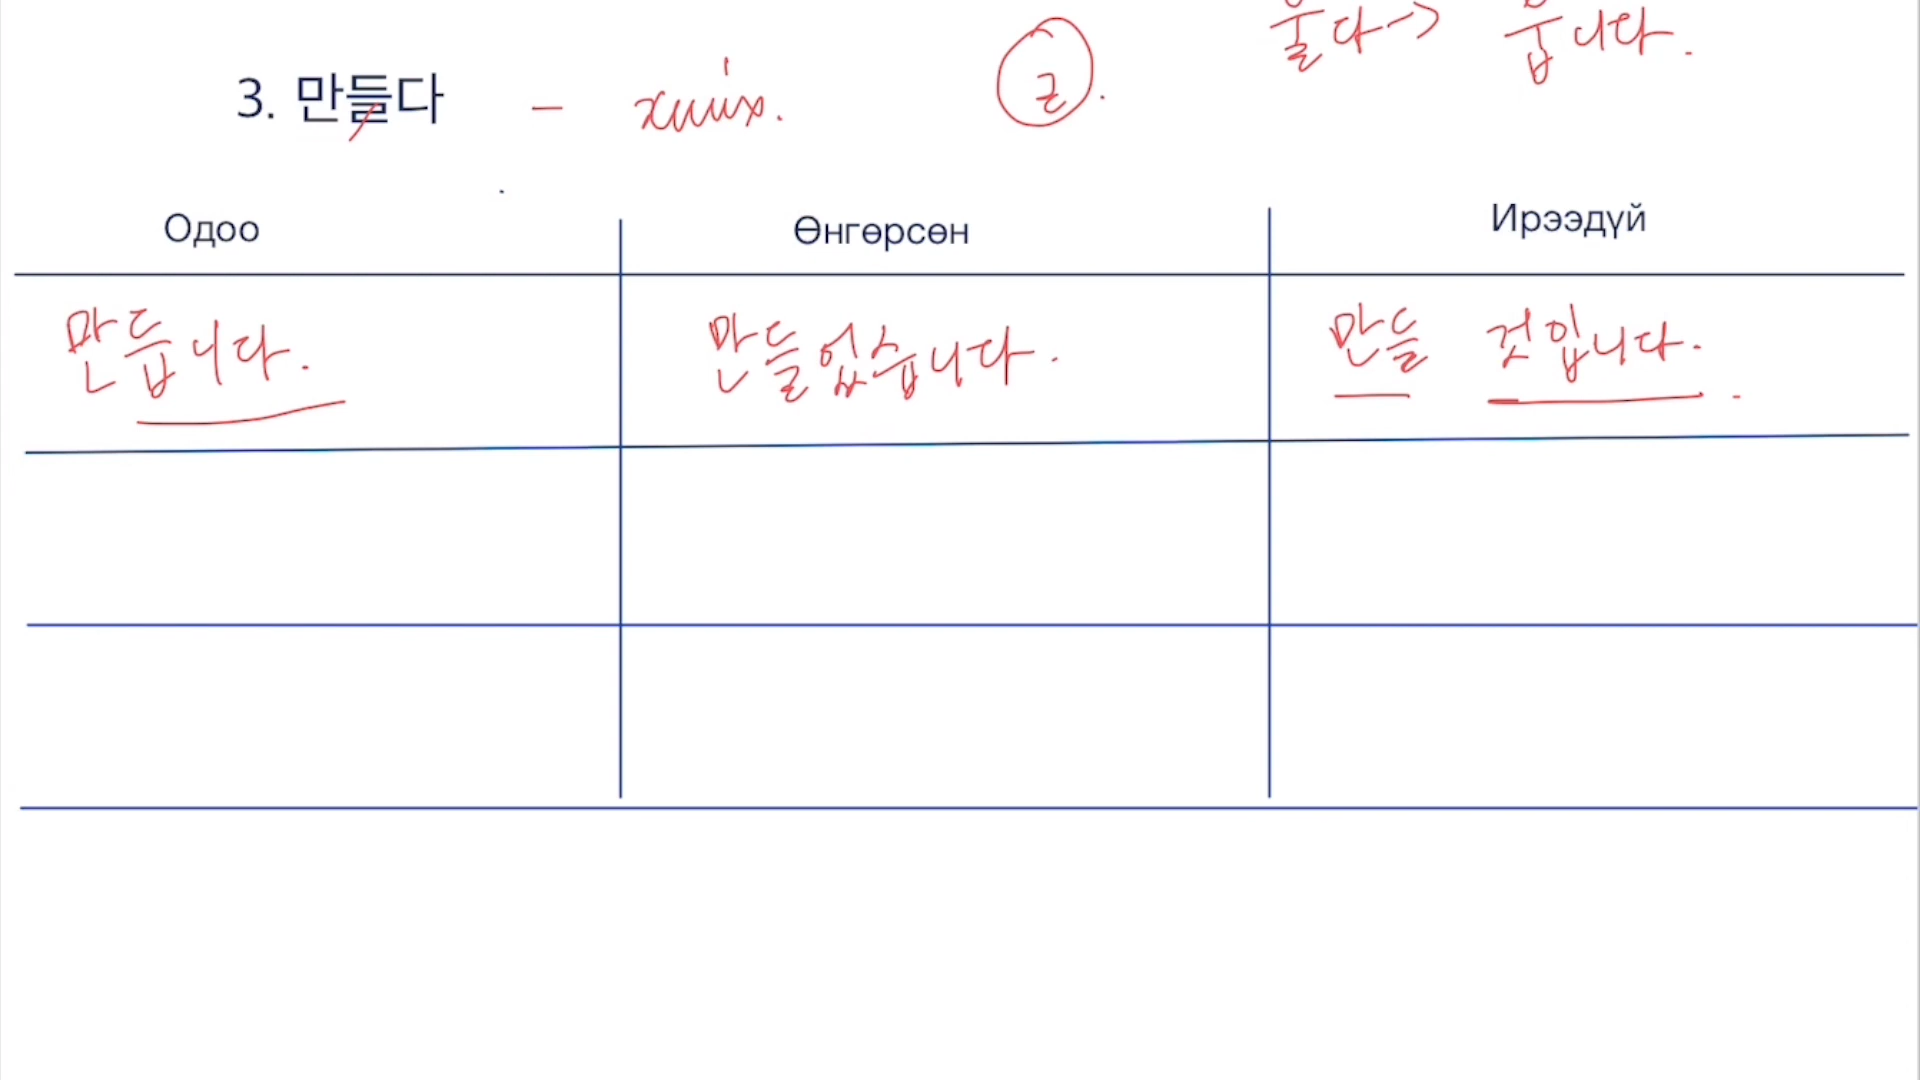 울다 -> 웁니다.
3. 만들다 - хийх. ㄹ.
Одоо Өнгөрсөн Ирээдүй
만듭니다. 만들었습니다. 만들 것입니다.